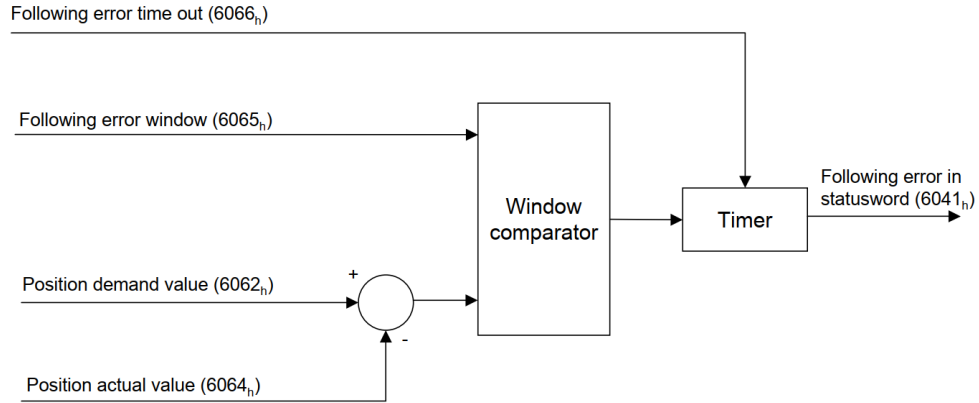 Following error time out (6066h)
Following error window (6065h)
Window
comparator
Timer
Following error in
statusword (6041h)
Position demand value (6062h)
+
-
Position actual value (6064h)